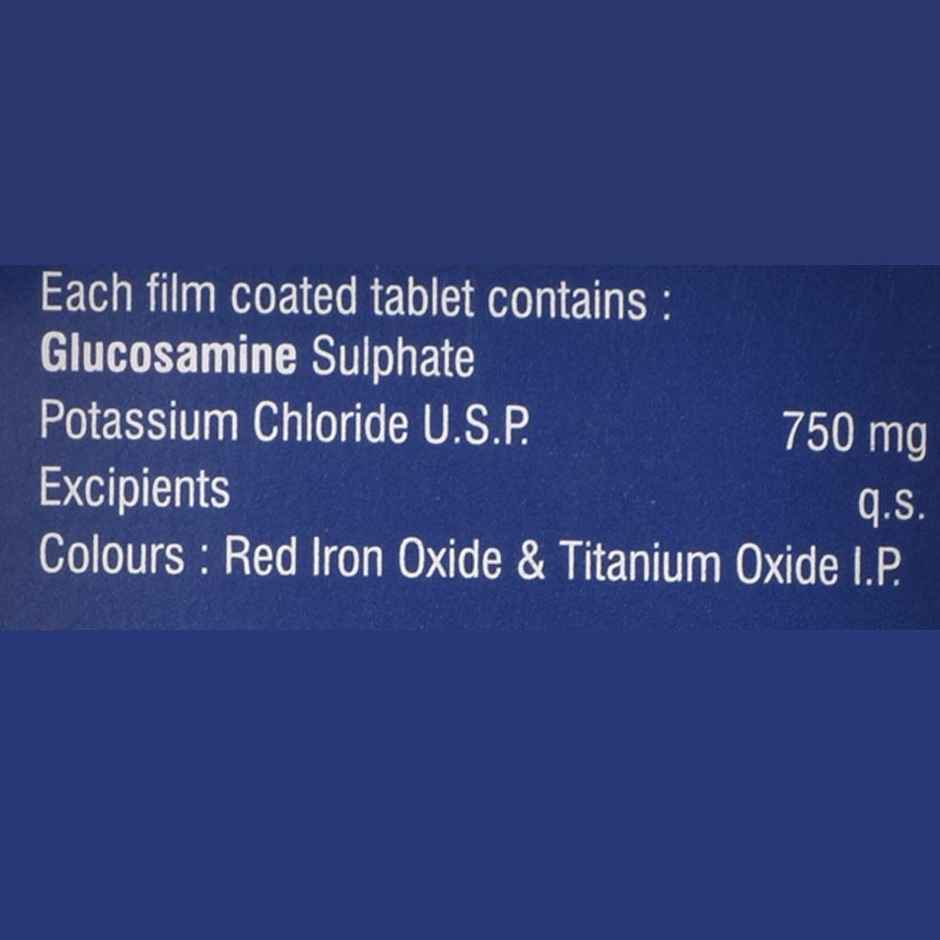 Each film coated tablet contains :
Glucosamine Sulphate
Potassium Chloride U.S.P. 750 mg
Excipients q.s.
Colours : Red Iron Oxide & Titanium Oxide I.P.